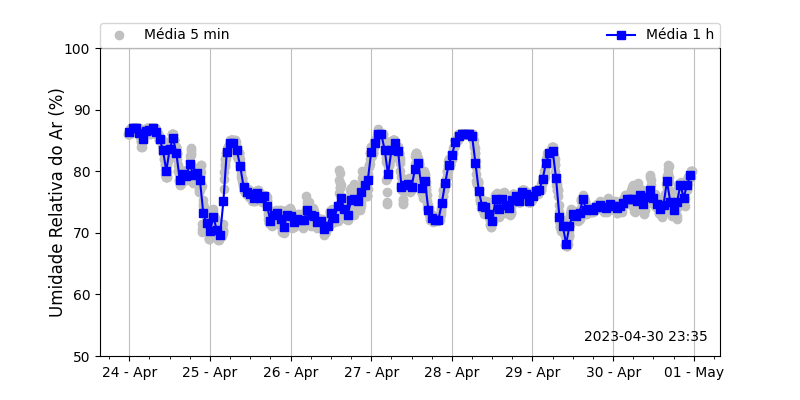 Média 5 min
Média 1 h
100
90
80
70
60
50
Umidade Relativa do Ar (%)
2023-04-30 23:35
24 - Apr
25 - Apr
26 - Apr
27 - Apr
28 - Apr
29 - Apr
30 - Apr
01 - May